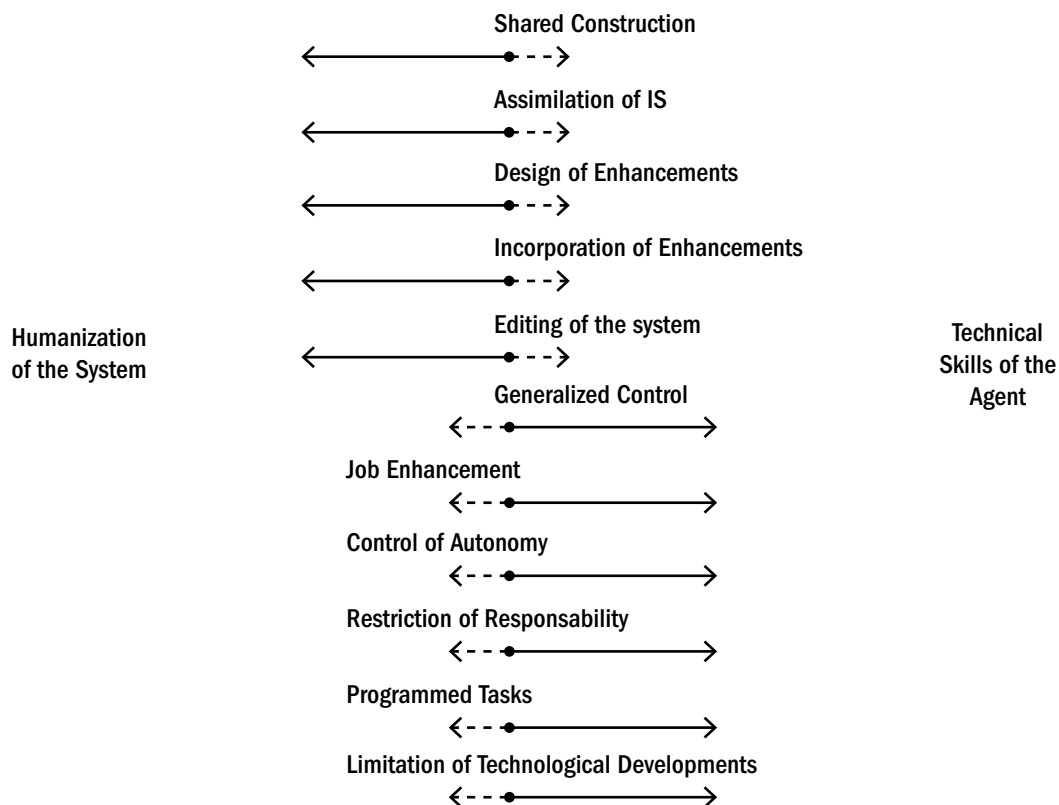 Shared Construction
Assimilation of IS
Design of Enhancements
Incorporation of Enhancements
Editing of the system
Humanization
of the System
Technical
Skills of the
Agent
Generalized Control
Job Enhancement
Control of Autonomy
Restriction of Responsability
Programmed Tasks
Limitation of Technological Developments